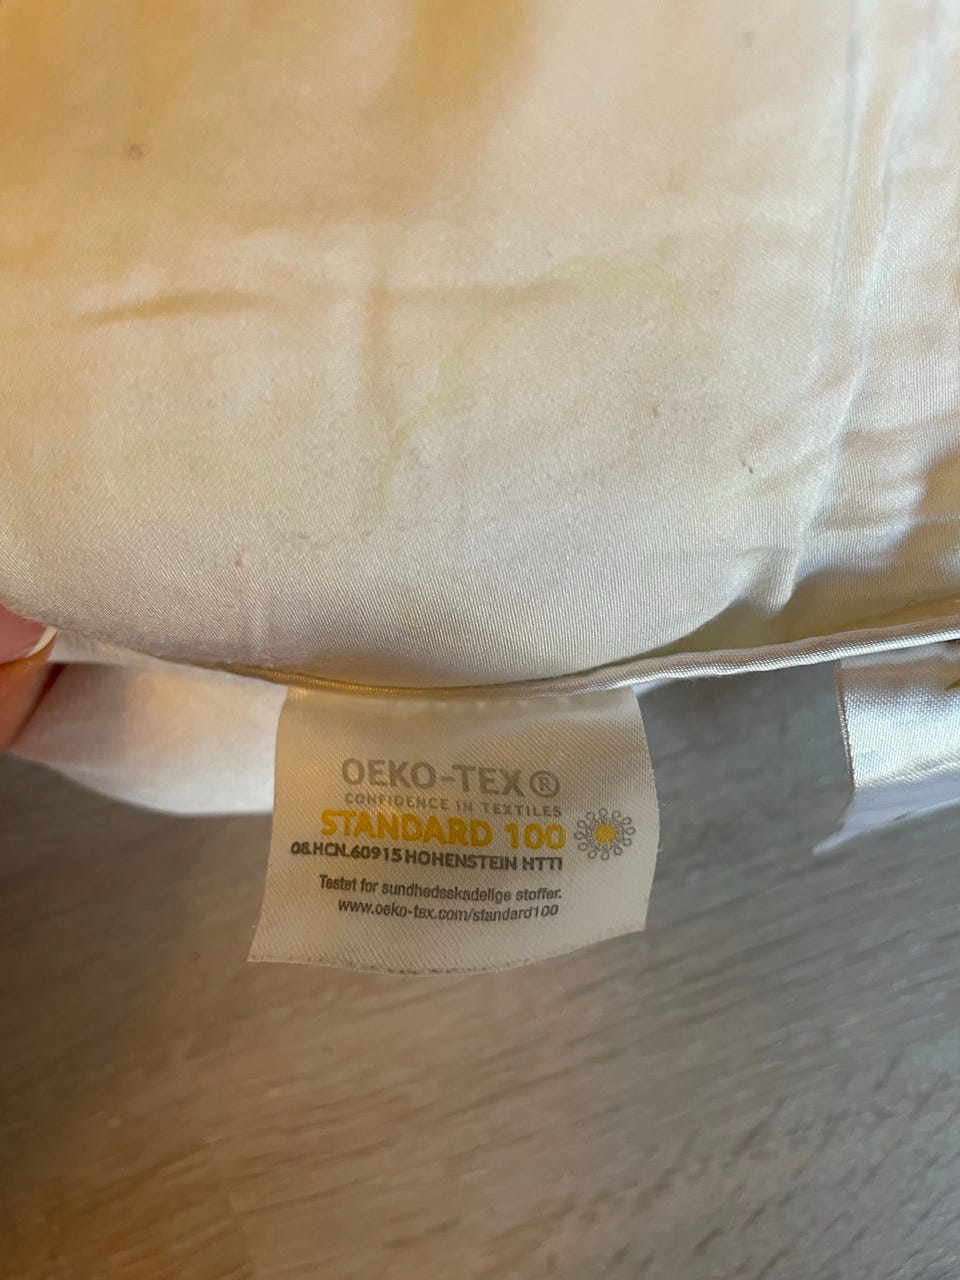 OEKO-TEX®
CONFIDENCE IN TEXTILES
STANDARD 100
08.HCN.60915 HOHENSTEIN HTTI
Testet for sundhedsskadelige stoffer.
www.oeko-tex.com/standard100